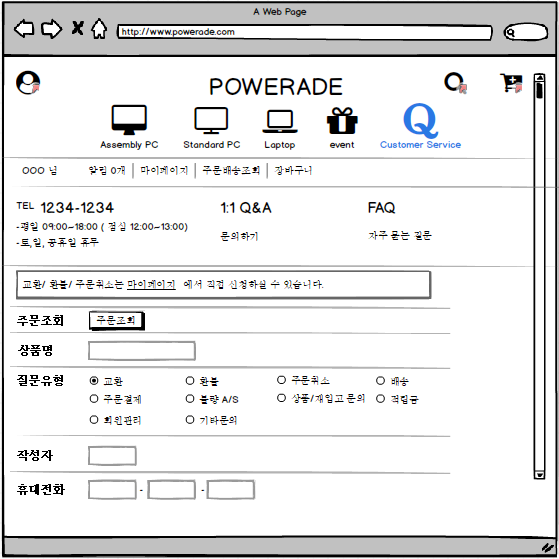 A Web Page
http://www.powerade.com
POWERADE
Assembly PC
Standard PC
Laptop
event
Q
Customer Service
OOO 님
알림 0개
마이페이지
주문배송조회
장바구니
TEL 1234-1234
-평일 09:00~18:00 ( 점심 12:00~13:00)
-토,일, 공휴일 휴무
1:1 Q&A
문의하기
FAQ
자주 묻는 질문
교환/ 환불/ 주문취소는 마이페이지 에서 직접 신청하실 수 있습니다.
주문조회 주문조회
상품명
질문유형
교환 환불 주문취소 배송
주문결제 불량 A/S 상품/재입고 문의 적립금
회원관리 기타문의
작성자
휴대전화 - -